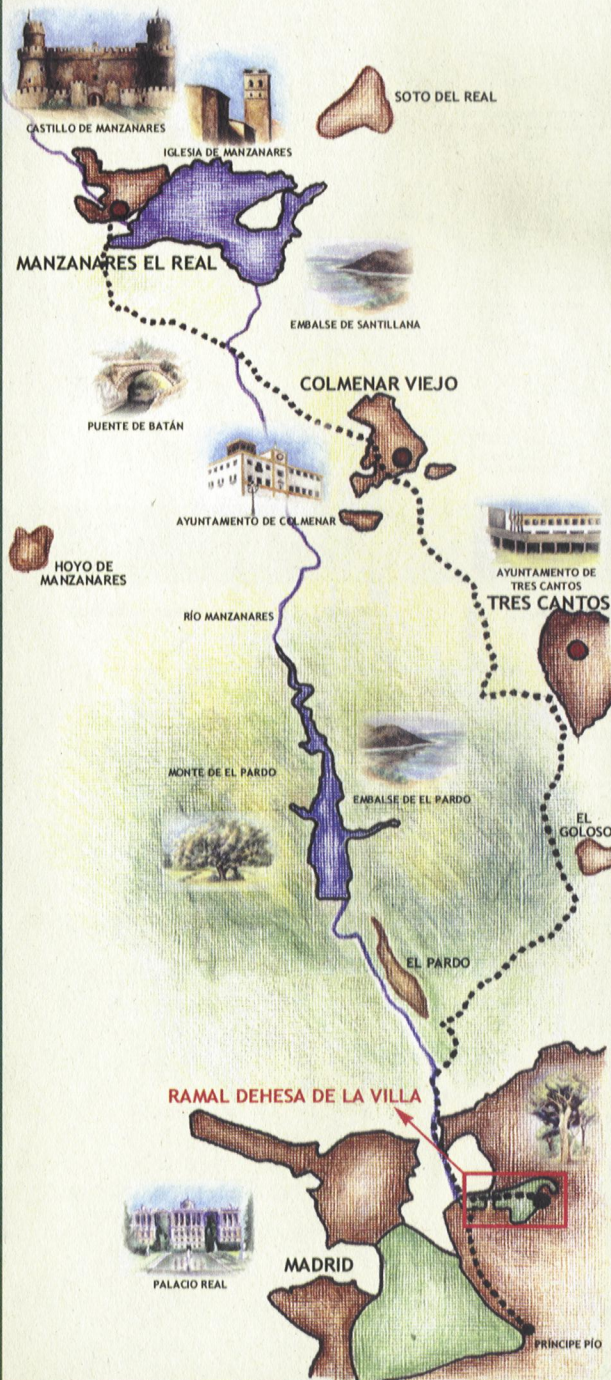 SOTO DEL REAL
CASTILLO DE MANZANARES
IGLESIA DE MANZANARES
MANZANARES EL REAL
EMBALSE DE SANTILLANA
COLMENAR VIEJO
PUENTE DE BATÁN
AYUNTAMIENTO DE COLMENAR
HOYO DE
MANZANARES
AYUNTAMIENTO DE
TRES CANTOS
TRES CANTOS
RÍO MANZANARES
MONTE DE EL PARDO
EMBALSE DE EL PARDO
EL
GOLOSO
EL PARDO
RAMAL DEHESA DE LA VILLA
MADRID
PALACIO REAL
PRÍNCIPE PÍO